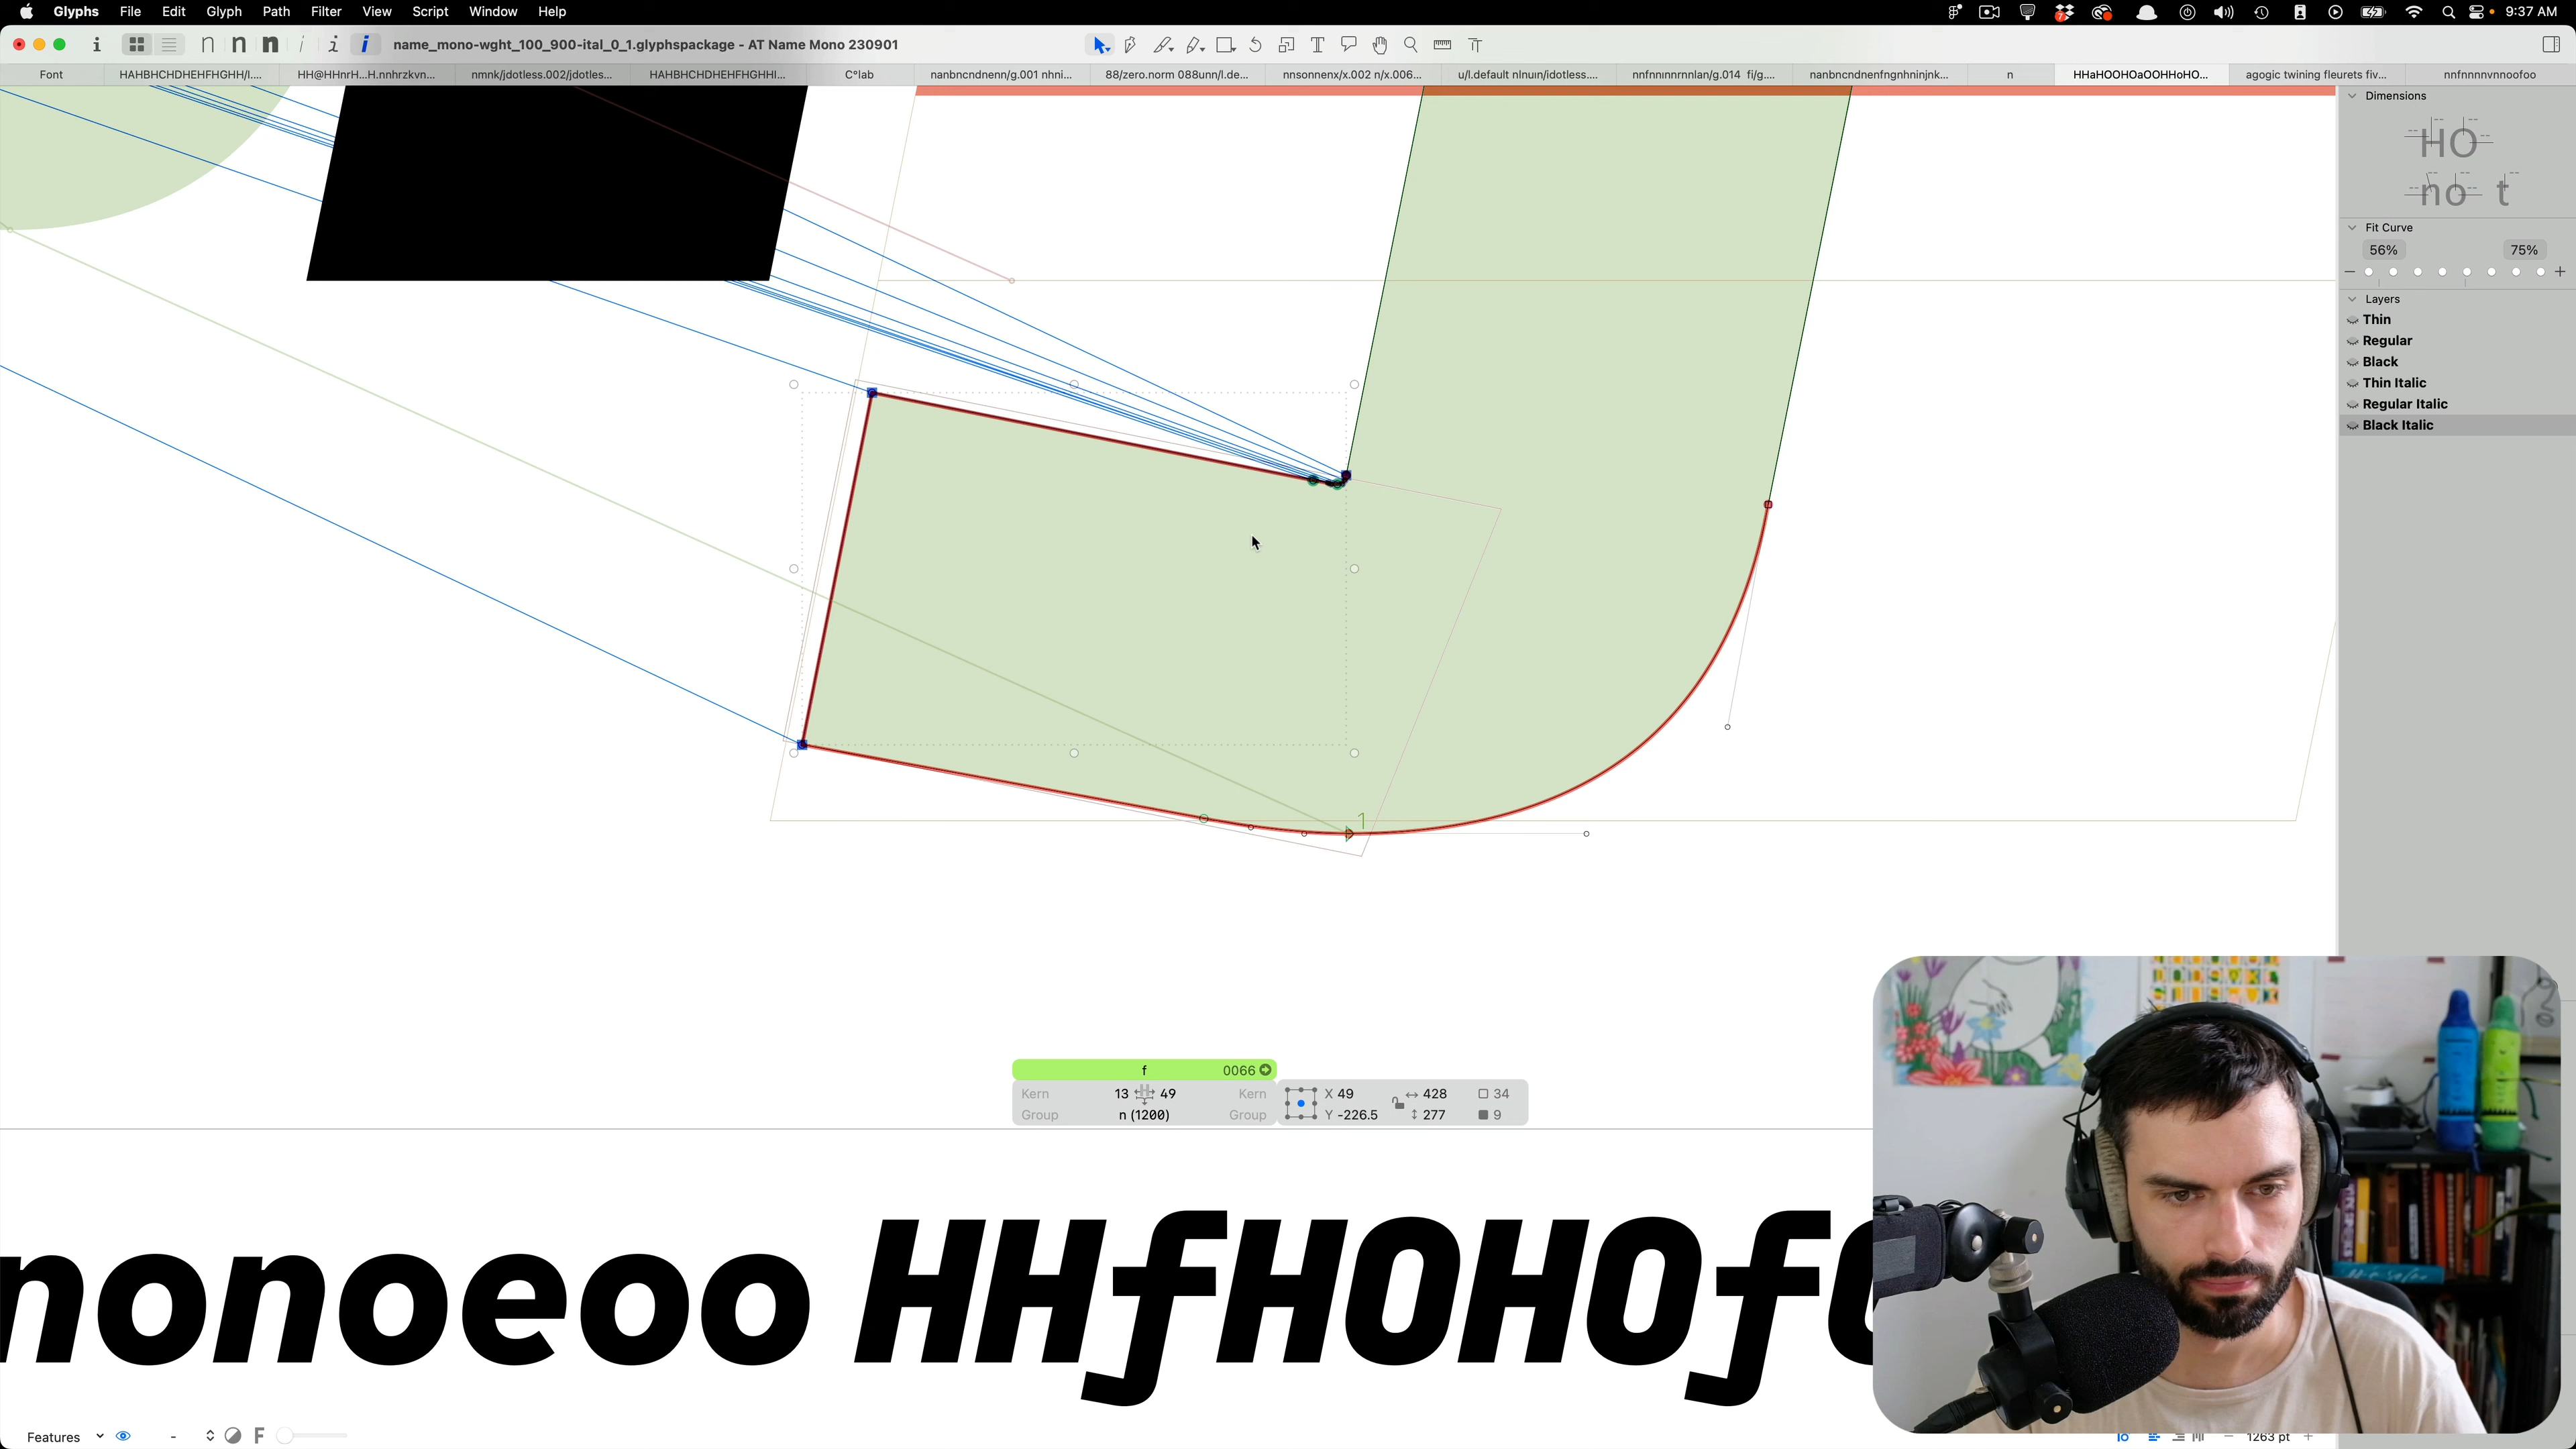 Glyphs File Edit Glyph Path Filter View Script Window Help 9:37 AM
name_mono-wght_100_900-ital_0_1.glyphspackage - AT Name Mono 230901
Font HAHBHCHDHEHFHGHH/I.... HH@HHnrH...H.nnhrzkvn... nmnk/jdotless.002/jdotles... HAHBHCHDHEHFHGHHI... C°lab nanbncndnenn/g.001 nhni... 88/zero.norm 088unn/l.de... nnsonnenx/x.002 n/x.006... u/l.default nlnuin/idotless.... nnfnnınnrnnlan/g.014 fi/g.... nanbncndnenfngnhninjnk... n HHaHOOHOaOOHHoHO... agogic twining fleurets fiv... nnfnnnnvnnoofoo
Dimensions
HO
no t
Fit Curve
56% 75%
Layers
Thin
Regular
Black
Thin Italic
Regular Italic
Black Italic
1
f 0066
Kern 13 49 Kern
Group n (1200) Group
X 49 428 34
Y -226.5 277 9
nonoeoo HHfHOHOfO
Features - F 1263 pt